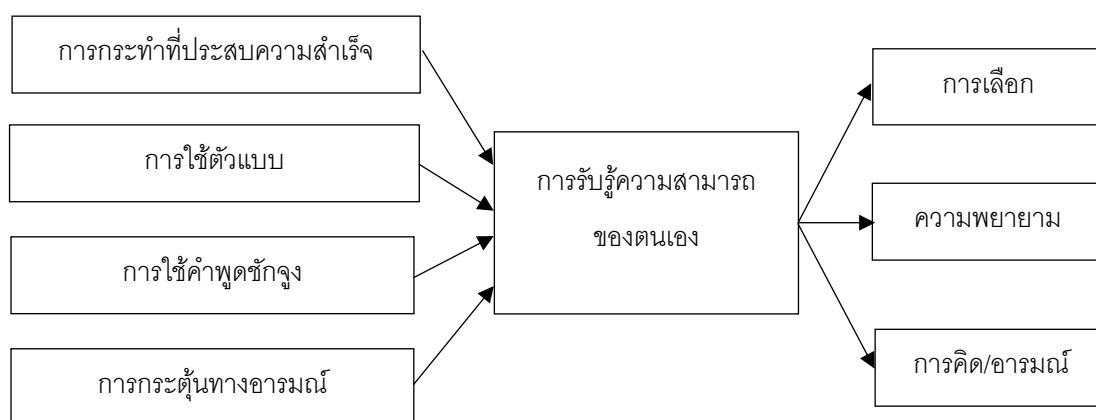 การกระทำที่ประสบความสำเร็จ
การใช้ตัวแบบ
การใช้คำพูดชักจูง
การกระตุ้นทางอารมณ์
การรับรู้ความสามารถ
ของตนเอง
การเลือก
ความพยายาม
การคิด/อารมณ์